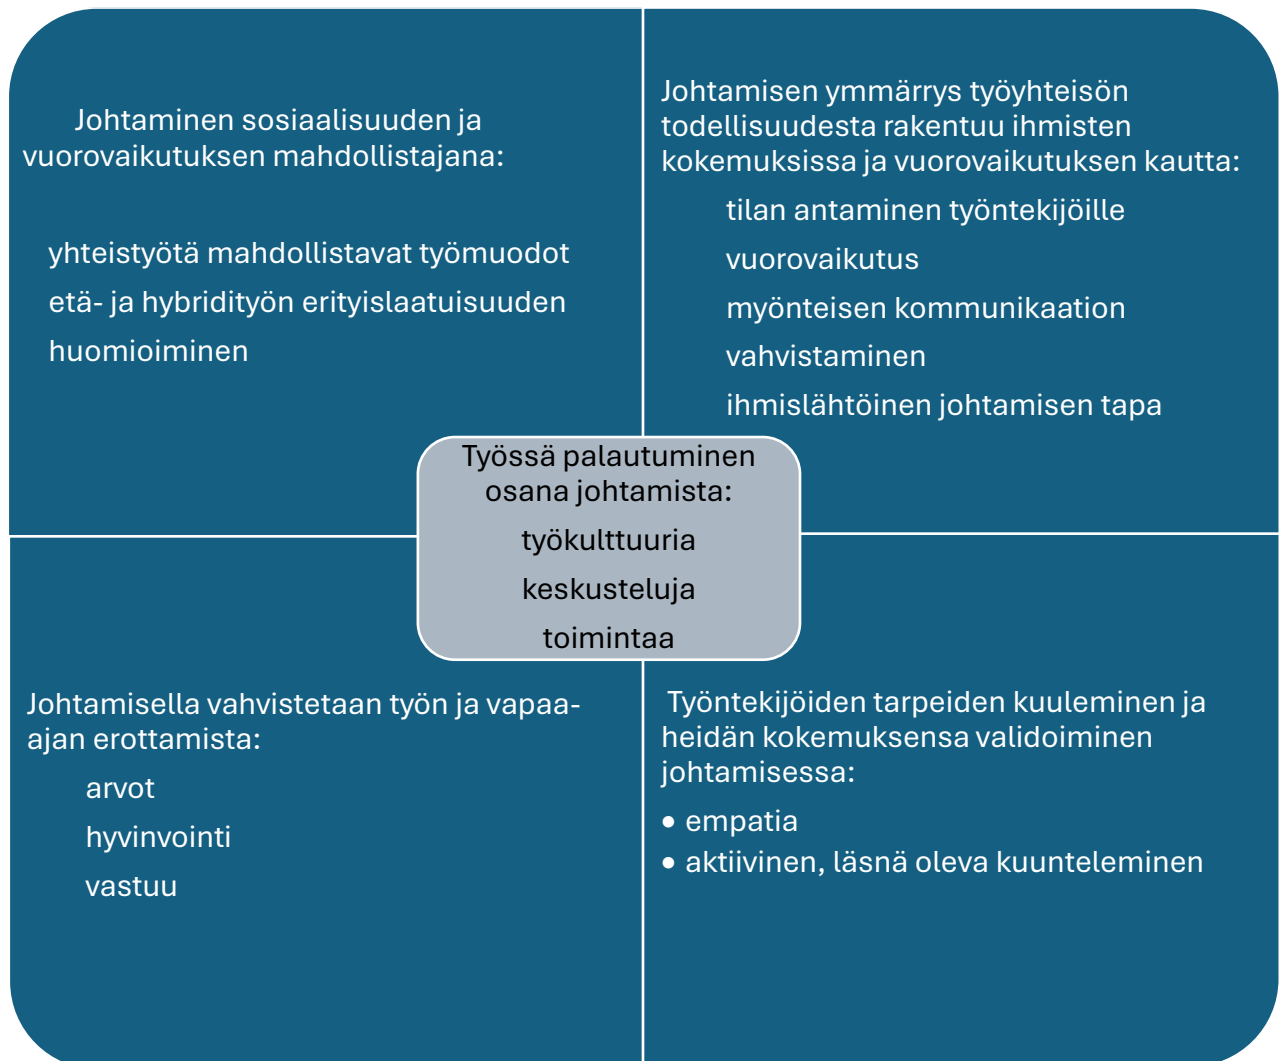 Johtaminen sosiaalisuuden ja
vuorovaikutuksen mahdollistajana:
yhteistyötä mahdollistavat työmuodot
etä- ja hybridityön erityislaatuisuuden
huomioiminen
Johtamisen ymmärrys työyhteisön
todellisuudesta rakentuu ihmisten
kokemuksissa ja vuorovaikutuksen kautta:
tilan antaminen työntekijöille
vuorovaikutus
myönteisen kommunikaation
vahvistaminen
ihmislähtöinen johtamisen tapa
Työssä palautuminen
osana johtamista:
työkulttuuria
keskusteluja
toimintaa
Johtamisella vahvistetaan työn ja vapaa-
ajan erottamista:
arvot
hyvinvointi
vastuu
Työntekijöiden tarpeiden kuuleminen ja
heidän kokemuksensa validoiminen
johtamisessa:
• empatia
• aktiivinen, läsnä oleva kuunteleminen